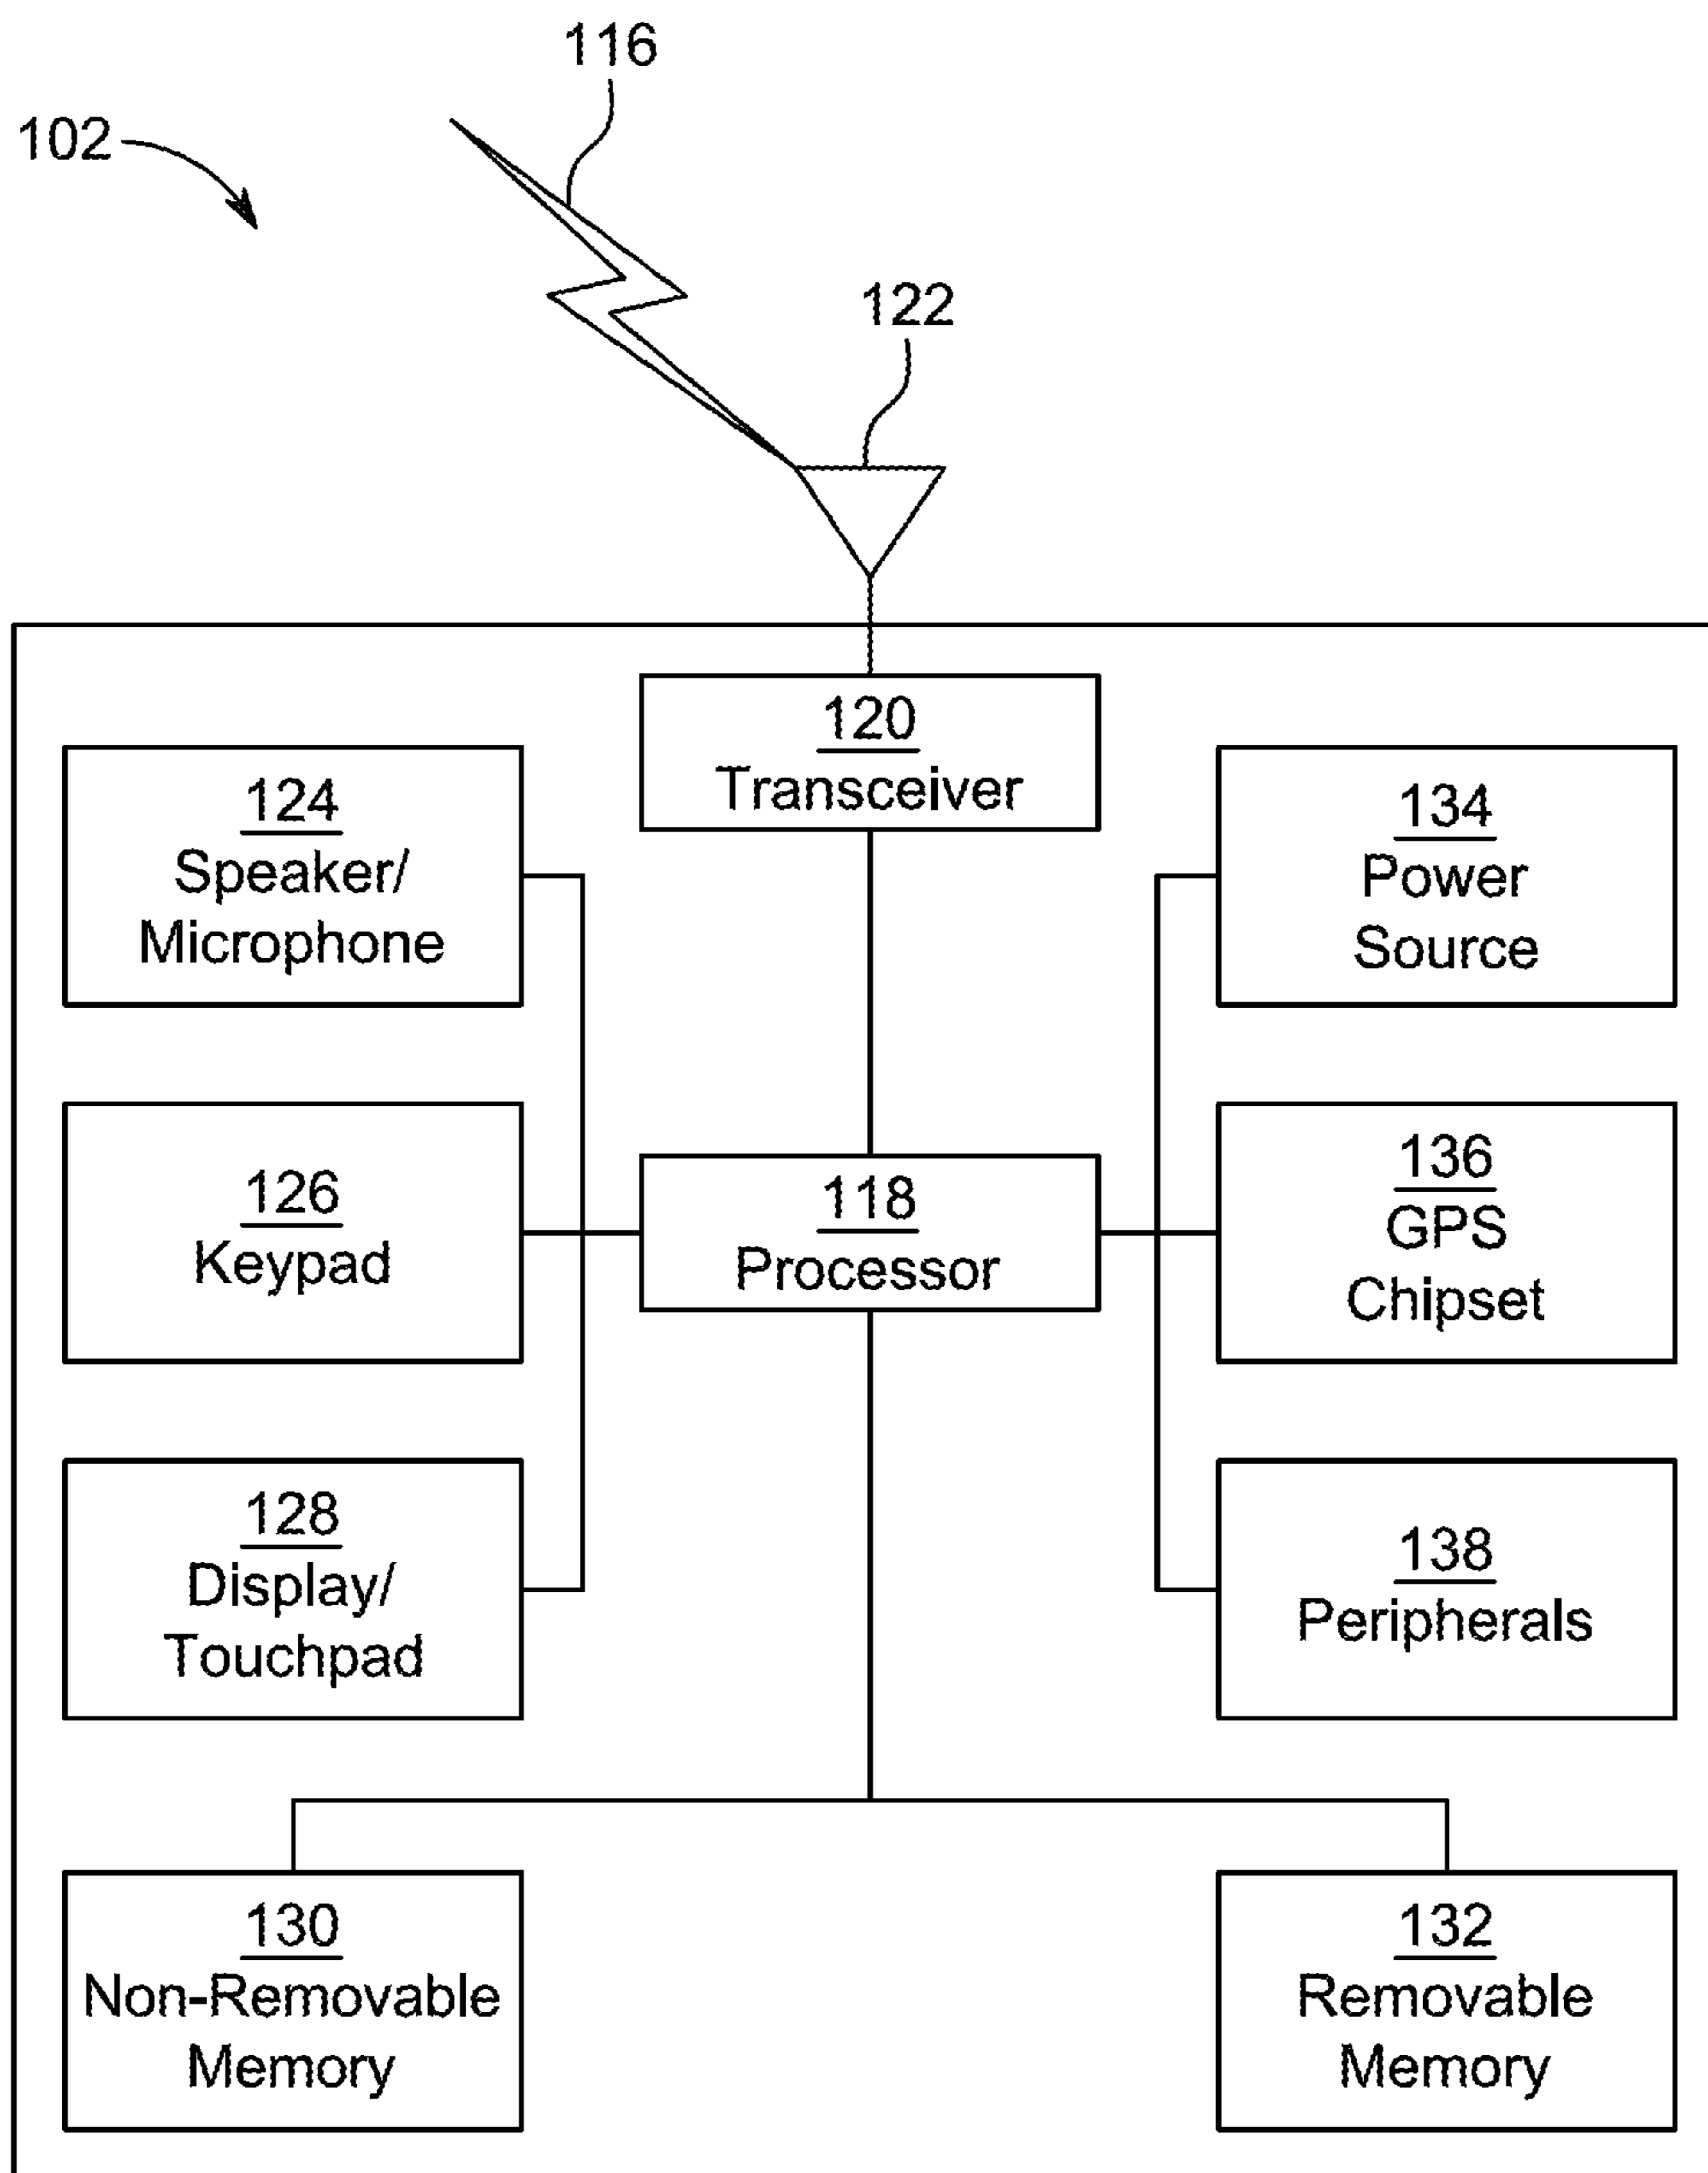 116
102
122
120
Transceiver
124
Speaker/
Microphone
134
Power
Source
126
Keypad
118
Processor
136
GPS
Chipset
128
Display/
Touchpad
138
Peripherals
130
Non-Removable
Memory
132
Removable
Memory